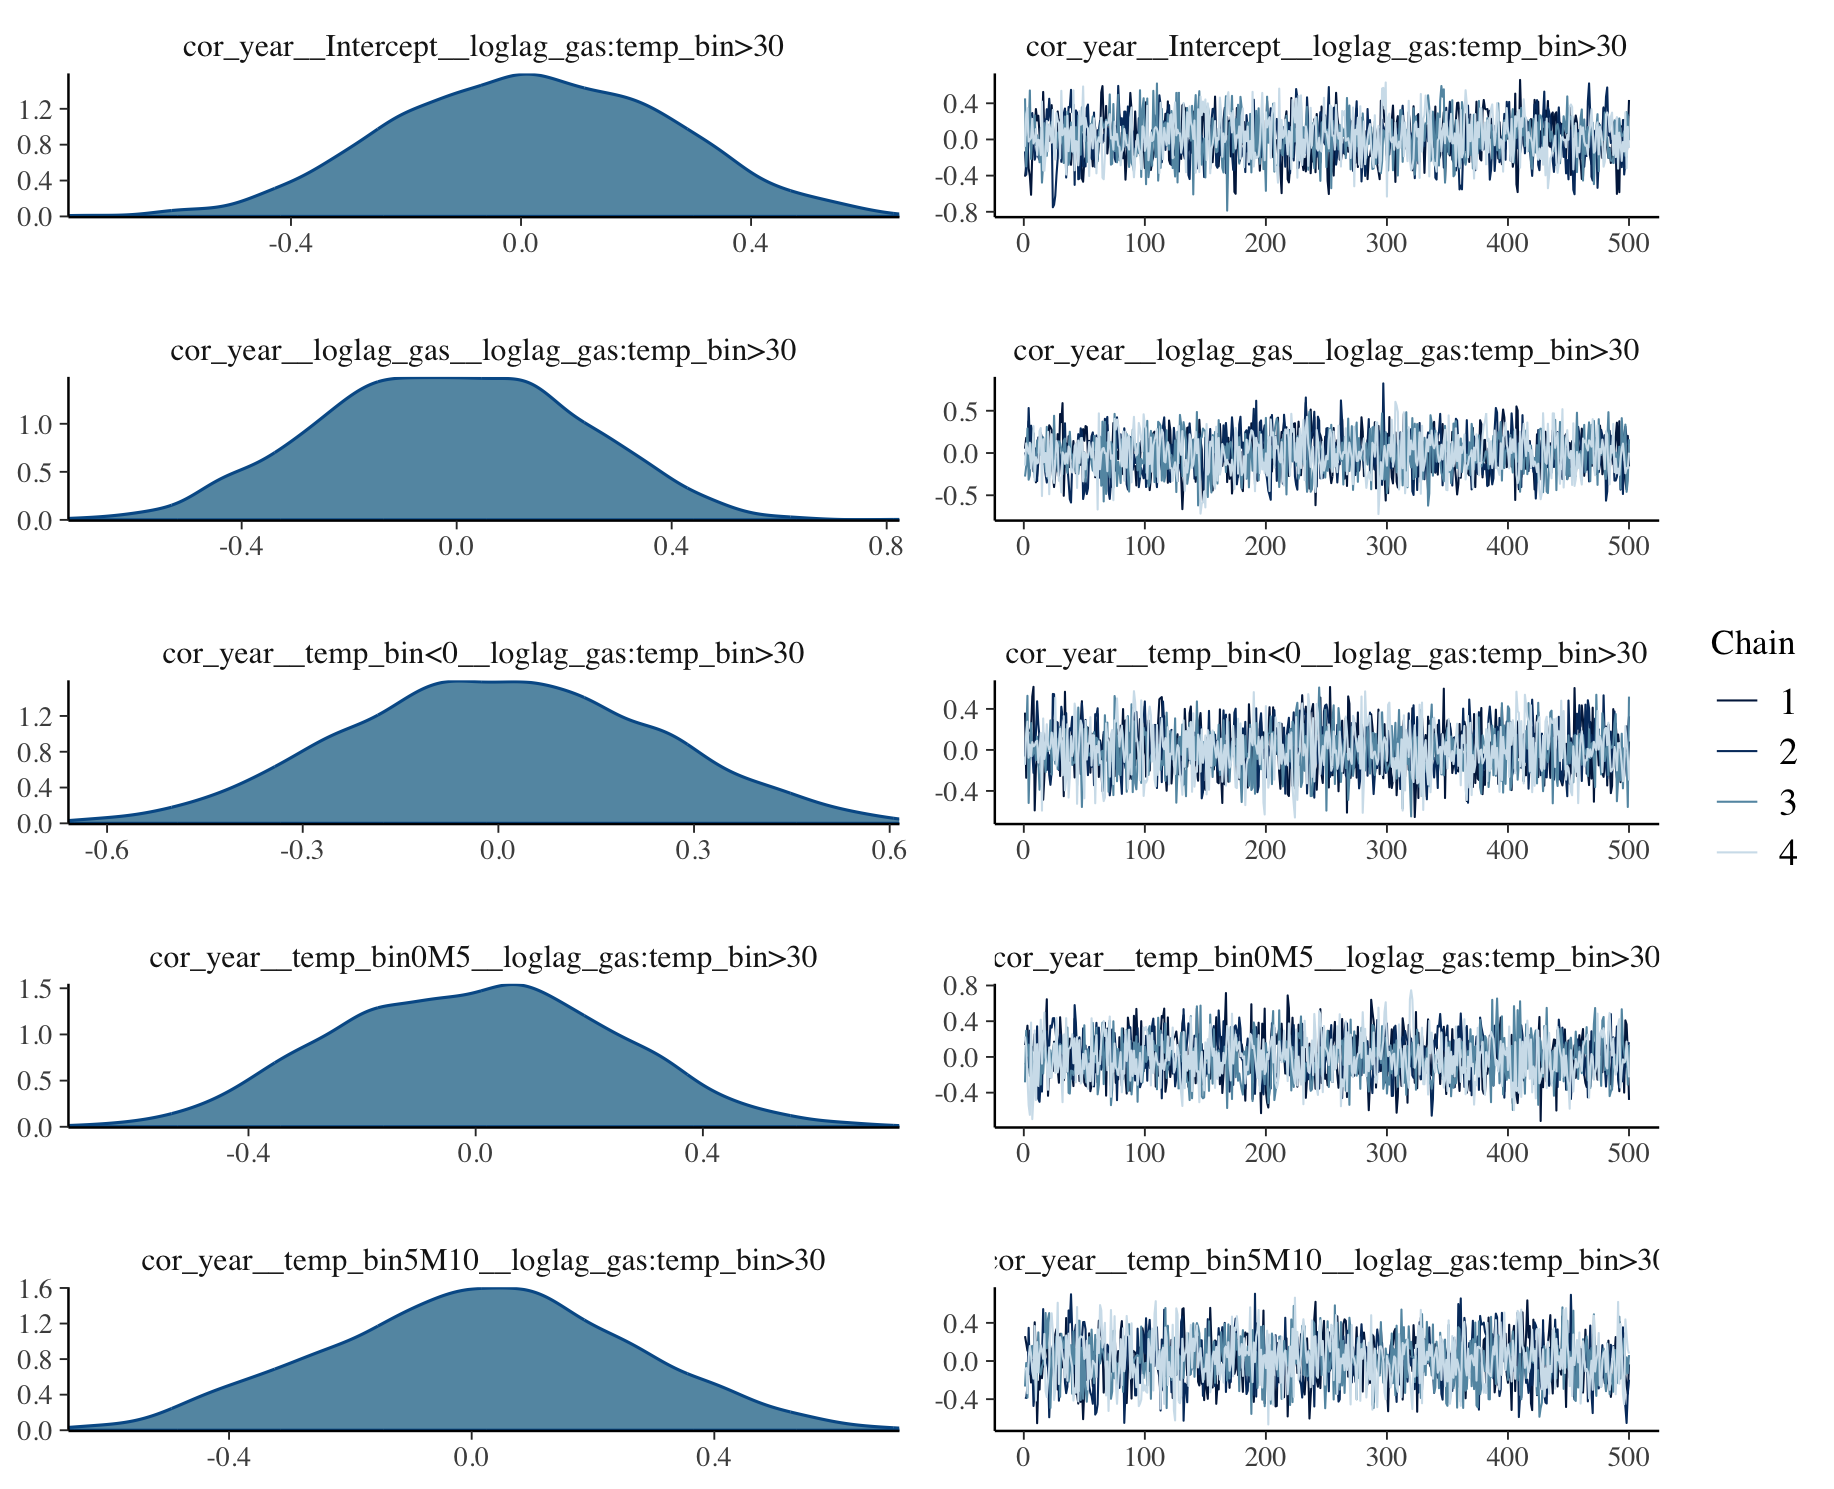 cor_year__Intercept__loglag_gas:temp_bin>30
1.2
0.8
0.4
0.0
-0.4 0.0 0.4
cor_year__Intercept__loglag_gas:temp_bin>30
0.4
0.0
-0.4
-0.8
0 100 200 300 400 500
cor_year__loglag_gas__loglag_gas:temp_bin>30
1.0
0.5
0.0
-0.4 0.0 0.4 0.8
cor_year__loglag_gas__loglag_gas:temp_bin>30
0.5
0.0
-0.5
0 100 200 300 400 500
cor_year__temp_bin<0__loglag_gas:temp_bin>30
1.2
0.8
0.4
0.0
-0.6 -0.3 0.0 0.3 0.6
cor_year__temp_bin<0__loglag_gas:temp_bin>30
0.4
0.0
-0.4
0 100 200 300 400 500
Chain
1
2
3
4
cor_year__temp_bin0M5__loglag_gas:temp_bin>30
1.5
1.0
0.5
0.0
-0.4 0.0 0.4
cor_year__temp_bin0M5__loglag_gas:temp_bin>30
0.8
0.4
0.0
-0.4
0 100 200 300 400 500
cor_year__temp_bin5M10__loglag_gas:temp_bin>30
1.6
1.2
0.8
0.4
0.0
-0.4 0.0 0.4
cor_year__temp_bin5M10__loglag_gas:temp_bin>30
0.4
0.0
-0.4
0 100 200 300 400 500